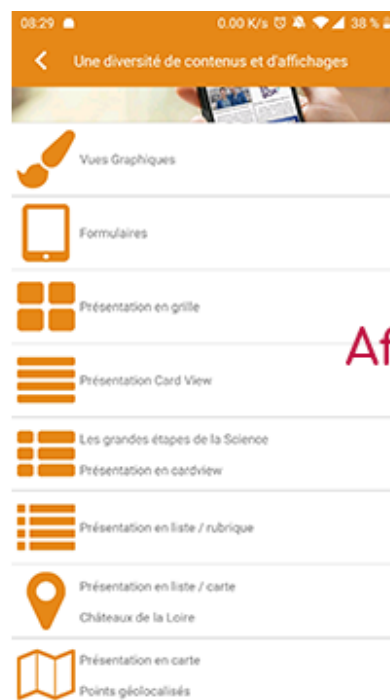 08:29 0.00 K/s 38 %
Une diversité de contenus et d'affichages
Vues Graphiques
Formulaires
Présentation en grille
Af
Présentation Card View
Les grandes étapes de la Science
Présentation en cardview
Présentation en liste / rubrique
Présentation en liste / carte
Châteaux de la Loire
Présentation en carte
Points géolocalisés